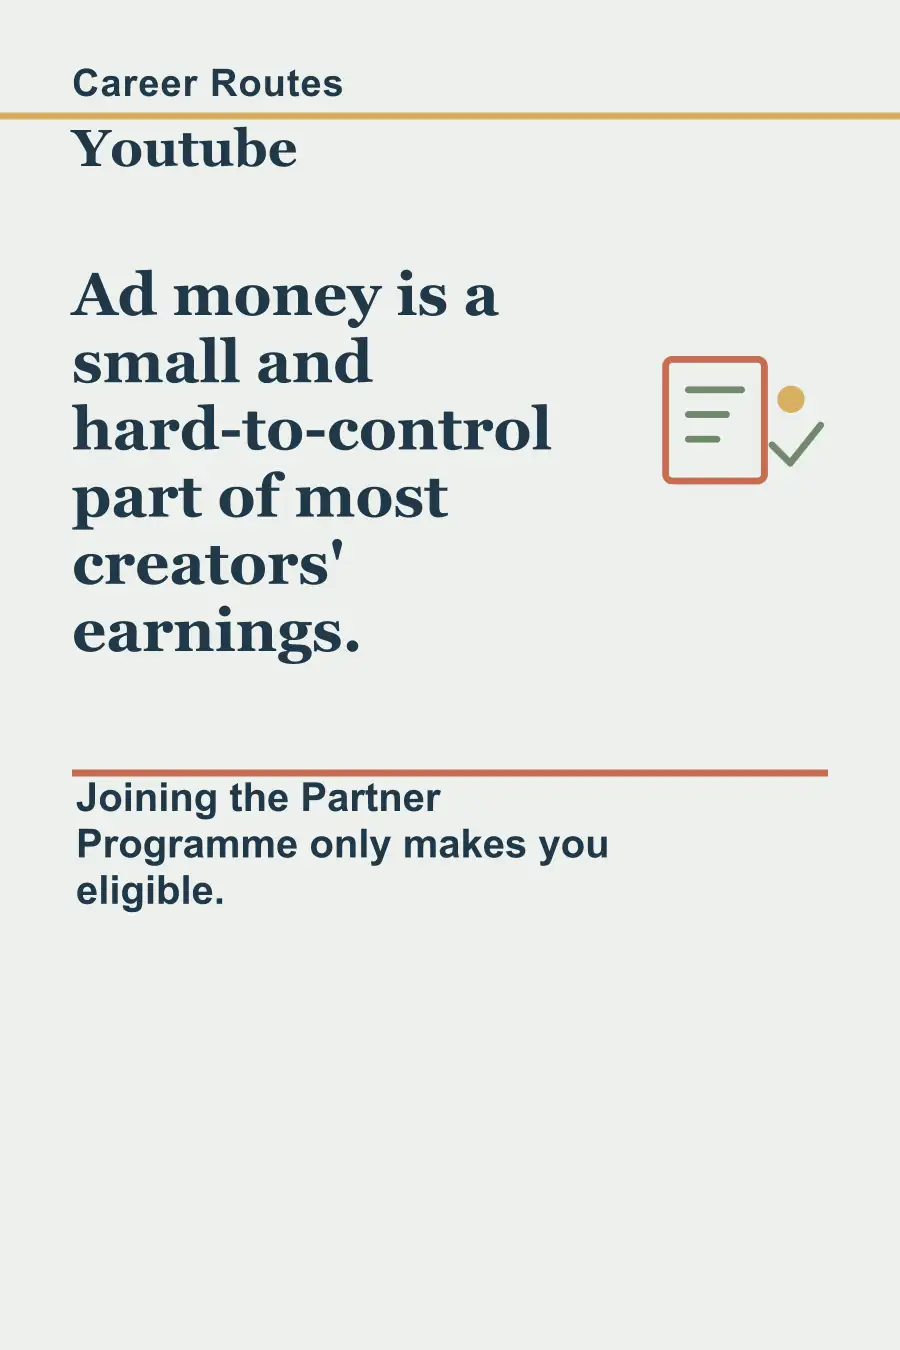 Career Routes
Youtube
Ad money is a
small and
hard-to-control
part of most
creators'
earnings.
Joining the Partner
Programme only makes you
eligible.